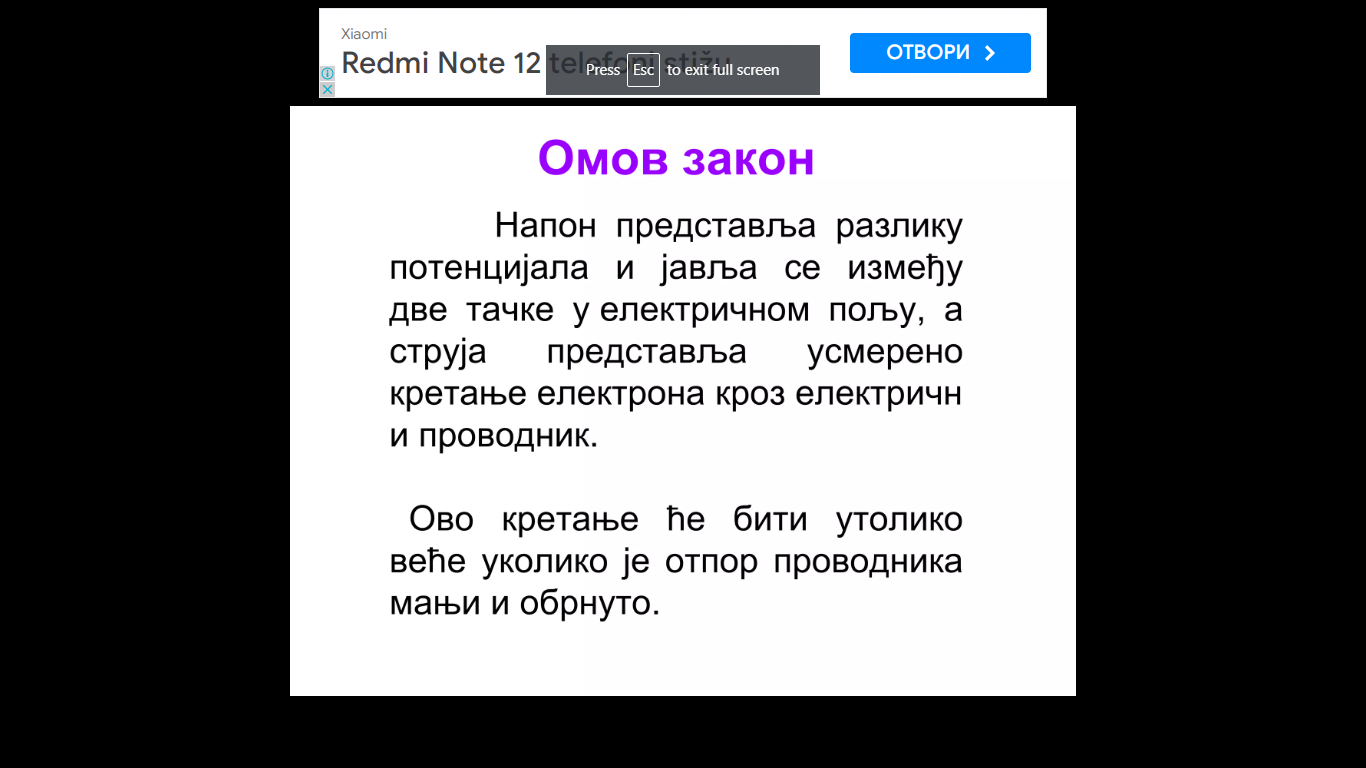 Xiaomi
Redmi Note 12 telefoni stižu
ОТВОРИ
Press Esc to exit full screen
Омов закон
Напон представља разлику
потенцијала и јавља се између
две тачке у електричном пољу, а
струја представља усмерено
кретање електрона кроз електричн
и проводник.
Ово кретање ће бити утолико
веће уколико је отпор проводника
мањи и обрнуто.